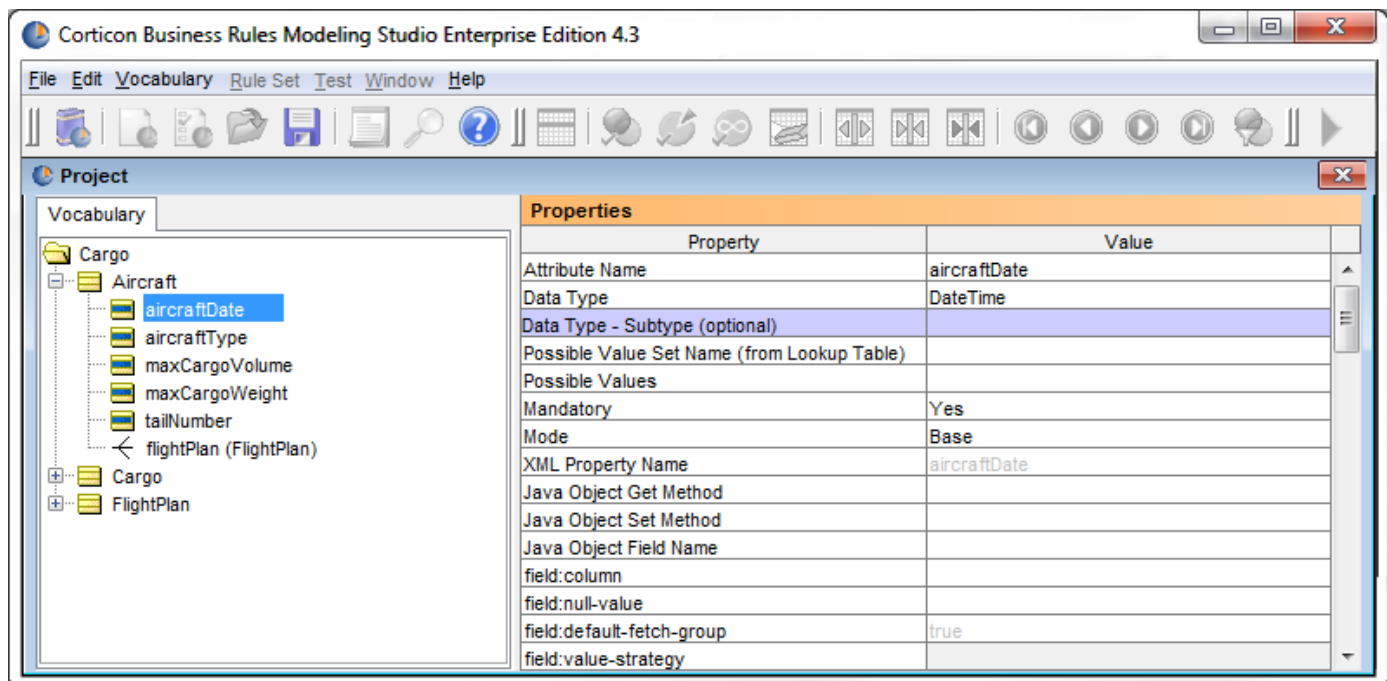 Corticon Business Rules Modeling Studio Enterprise Edition 4.3
File Edit Vocabulary Rule Set Test Window Help
Project
Vocabulary
Cargo
Aircraft
aircraftDate
aircraftType
maxCargoVolume
maxCargoWeight
tailNumber
flightPlan (FlightPlan)
Cargo
FlightPlan
Properties
Property Value
Attribute Name aircraftDate
Data Type DateTime
Data Type - Subtype (optional)
Possible Value Set Name (from Lookup Table)
Possible Values
Mandatory Yes
Mode Base
XML Property Name aircraftDate
Java Object Get Method
Java Object Set Method
Java Object Field Name
field:column
field:null-value
field:default-fetch-group true
field:value-strategy